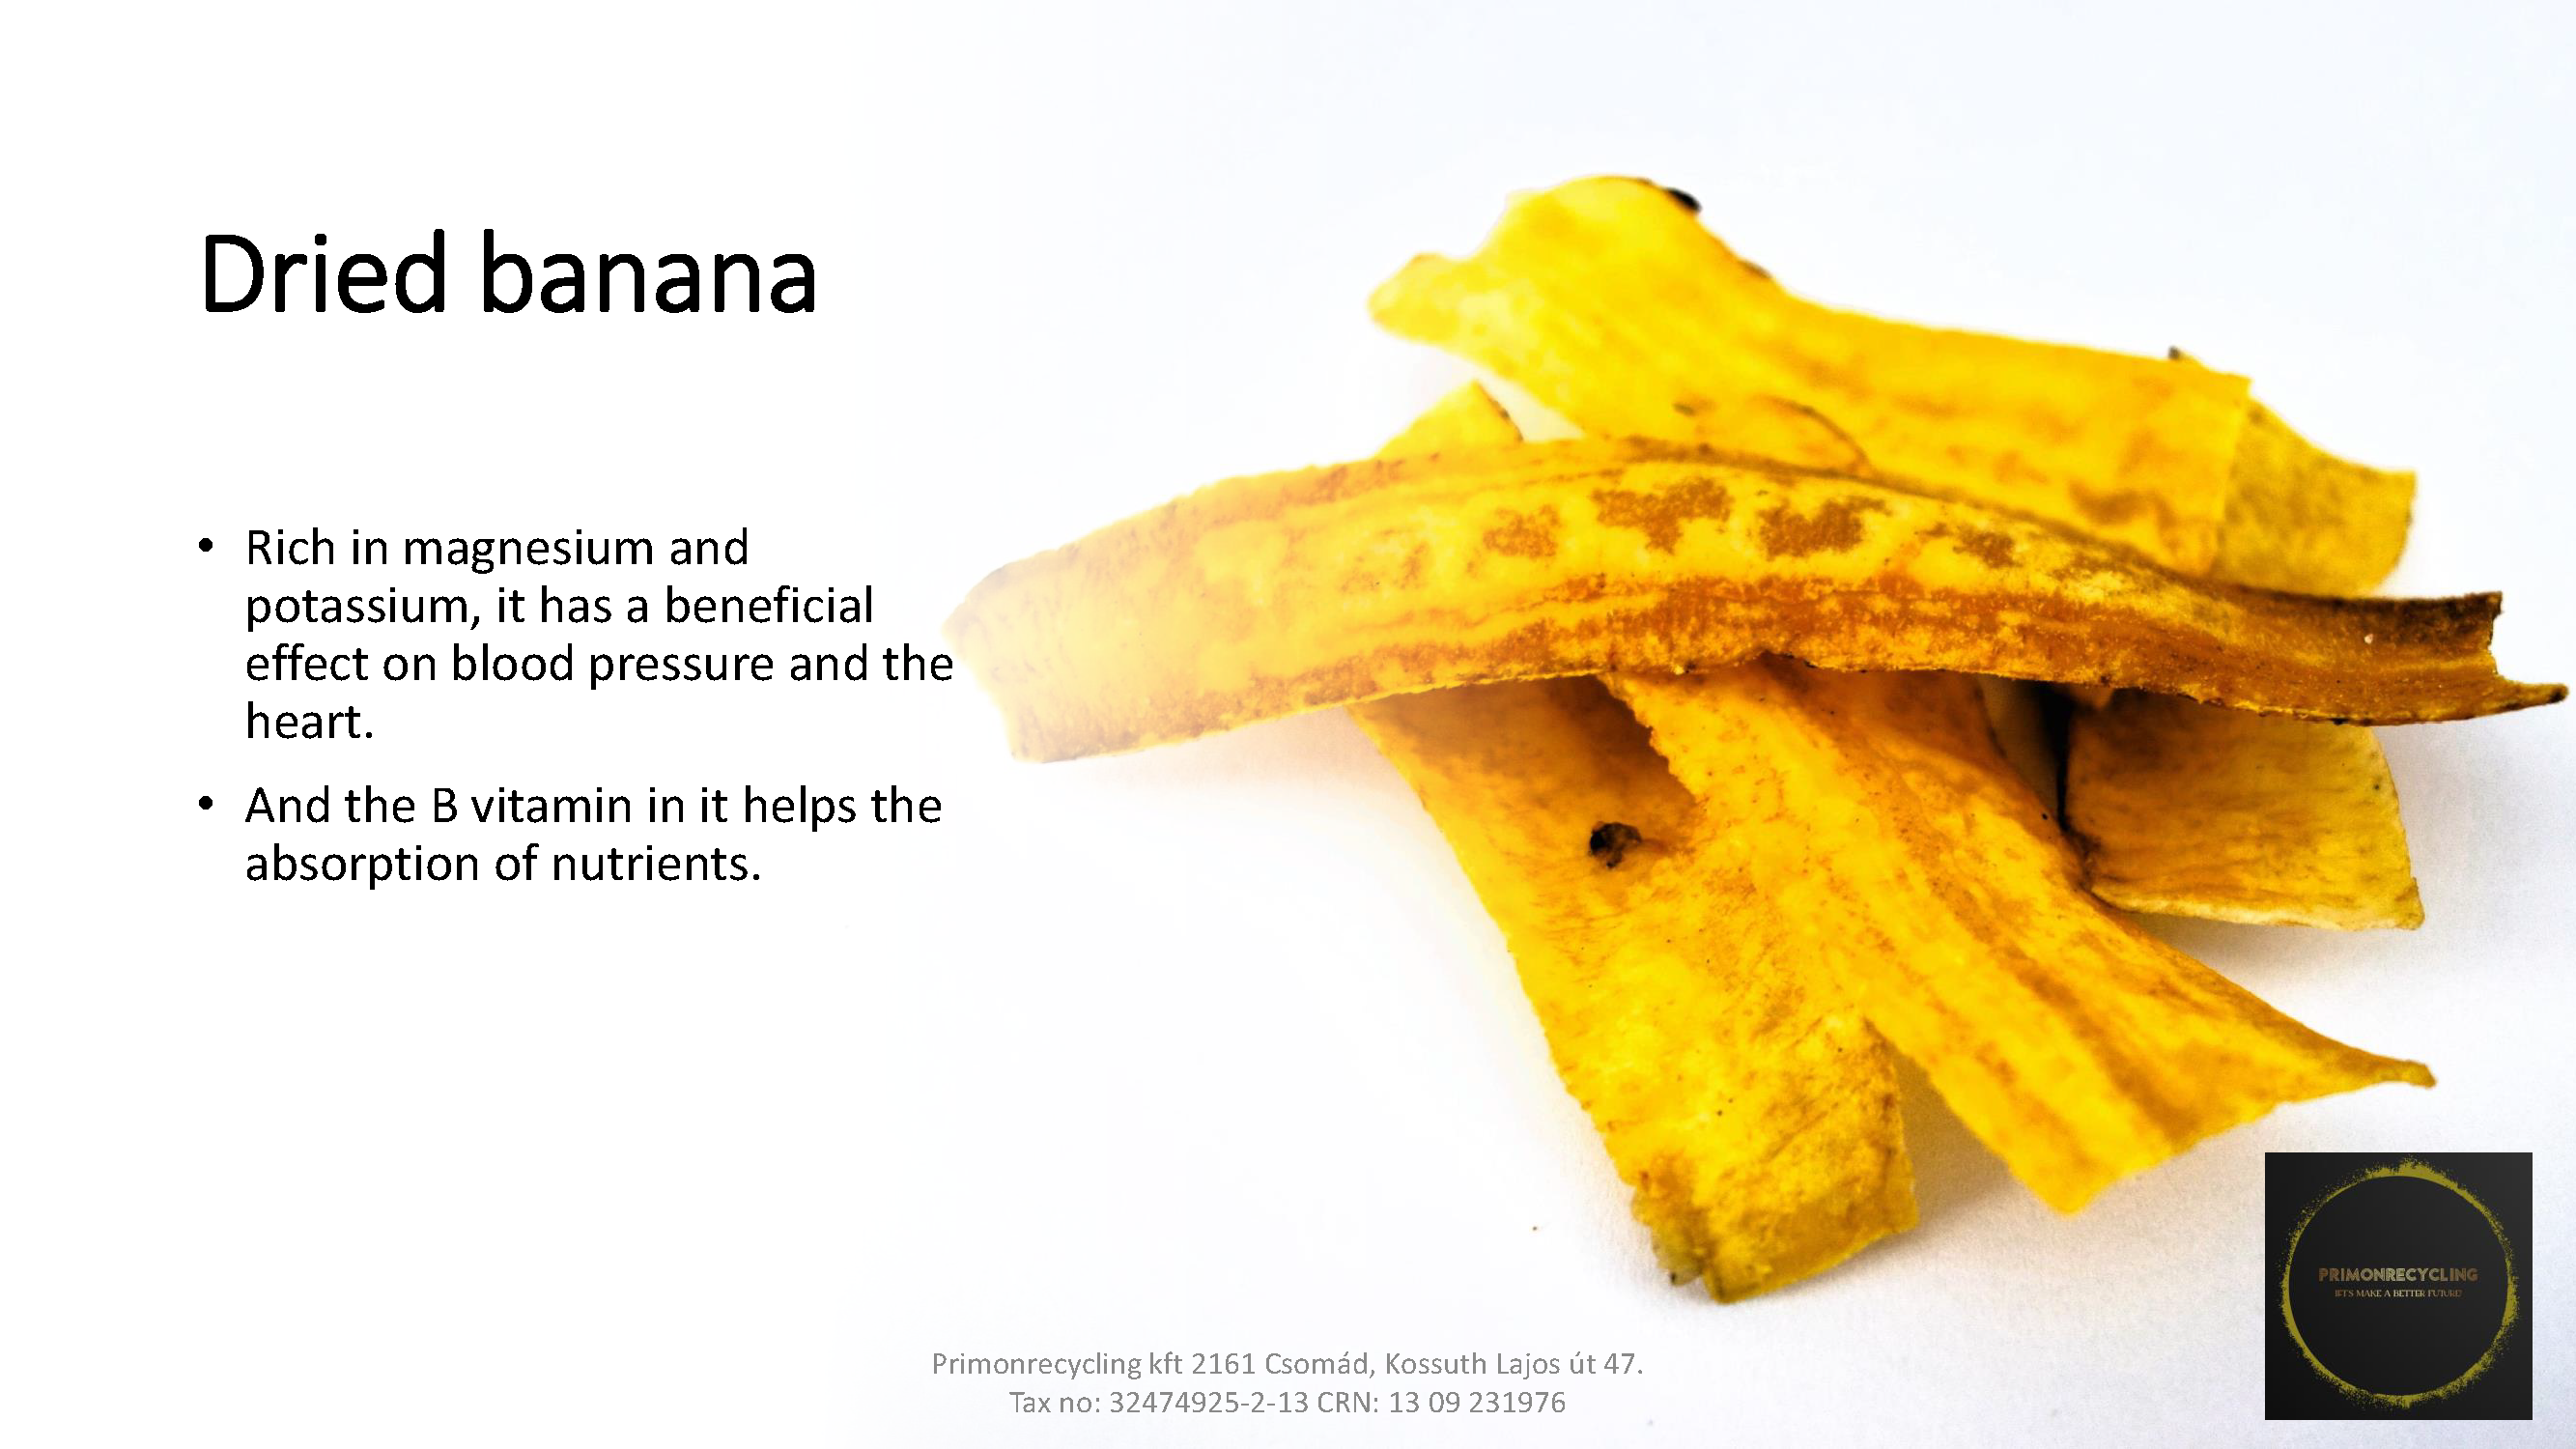 Dried banana
• Rich in magnesium and
potassium, it has a beneficial
effect on blood pressure and the
heart.
• And the B vitamin in it helps the
absorption of nutrients.
PRIMONRECYCLING
LET'S MAKE A BETTER FUTURE
Primonrecycling kft 2161 Csomád, Kossuth Lajos út 47.
Tax no: 32474925-2-13 CRN: 13 09 231976